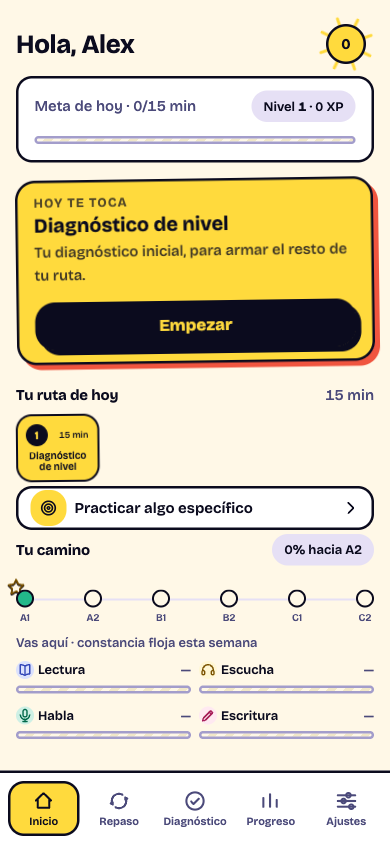 Hola, Alex
0
Meta de hoy · 0/15 min
Nivel 1 · 0 XP
HOY TE TOCA
Diagnóstico de nivel
Tu diagnóstico inicial, para armar el resto de
tu ruta.
Empezar
Tu ruta de hoy
15 min
1
15 min
Diagnóstico
de nivel
Practicar algo específico
Tu camino
0% hacia A2
A1
A2
B1
B2
C1
C2
Vas aquí · constancia floja esta semana
Lectura –
Escucha –
Habla –
Escritura –
Inicio
Repaso
Diagnóstico
Progreso
Ajustes